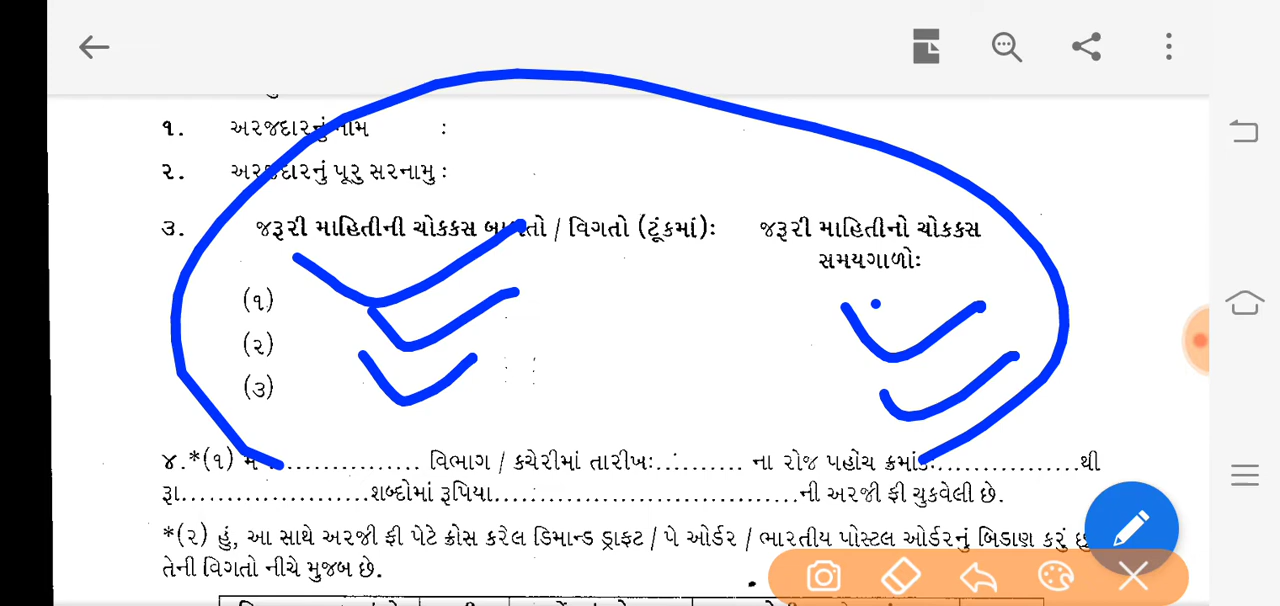 ૧. અરજદારનું નામ :
૨. અરજદારનું પૂરુ સરનામુ :
૩. જરૂરી માહિતીની ચોકકસ બાબતો / વિગતો (ટૂંકમાં): જરૂરી માહિતીનો ચોકકસ
સમયગાળો:
(૧)
(૨)
(૩)
૪.*(૧) મેં ................. વિભાગ / કચેરીમાં તારીખ:.......... ના રોજ પહોંચ ક્રમાંક:.................થી
રૂા.....................શબ્દોમાં રૂપિયા...................................ની અરજી ફી ચુકવેલી છે.
*(૨) હું, આ સાથે અરજી ફી પેટે ક્રોસ કરેલ ડિમાન્ડ ડ્રાફટ / પે ઓર્ડર / ભારતીય પોસ્ટલ ઓર્ડરનું બિડાણ કરું છું
તેની વિગતો નીચે મુજબ છે.